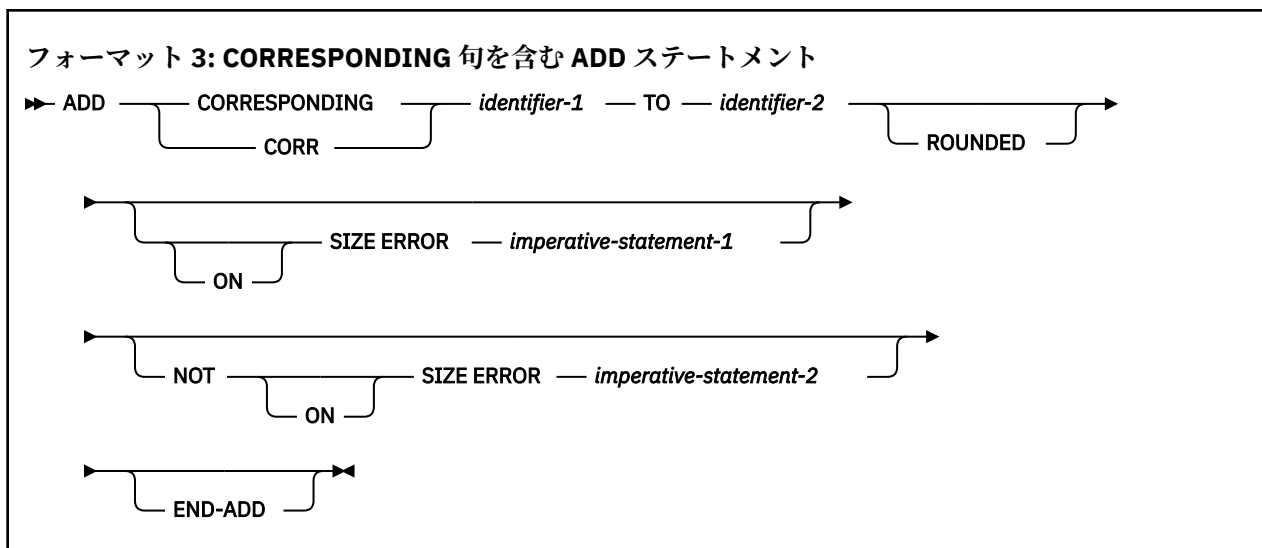 フォーマット 3: CORRESPONDING 句を含む ADD ステートメント
ADD CORRESPONDING identifier-1 TO identifier-2
CORR ROUNDED
SIZE ERROR imperative-statement-1
ON
NOT SIZE ERROR imperative-statement-2
ON
END-ADD